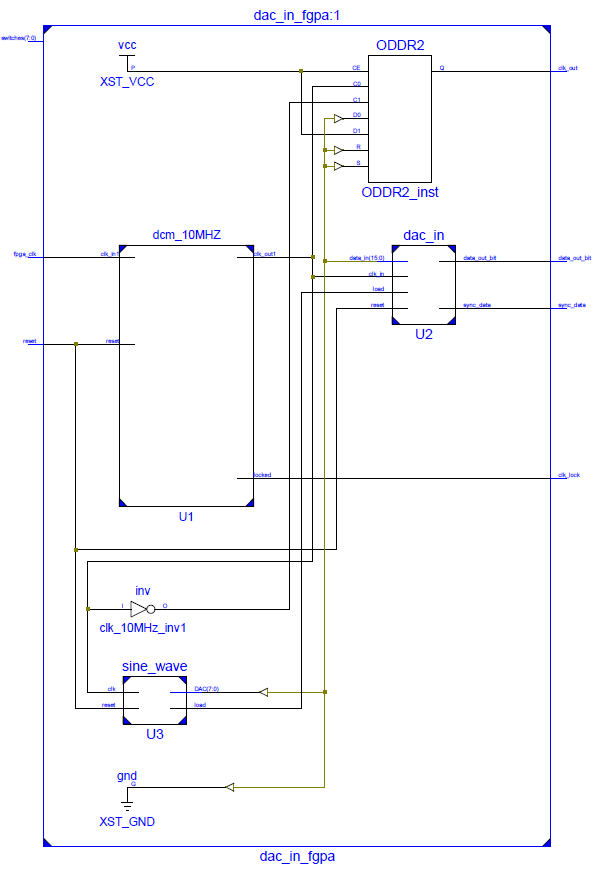 dac_in_fgpa:1
switches(7:0)
vcc
P
XST_VCC
ODDR2
CE
C0
C1
D0
D1
R
S
Q
clk_out
ODDR2_inst
dcm_10MHZ
fpga_clk
clk_in1
clk_out1
reset
reset
locked
clk_lock
U1
dac_in
data_in(15:0)
clk_in
load
reset
data_out_bit
data_out_bit
sync_data
sync_data
U2
inv
I
O
clk_10MHz_inv1
sine_wave
clk
DAC(7:0)
reset
load
U3
gnd
G
XST_GND
dac_in_fgpa